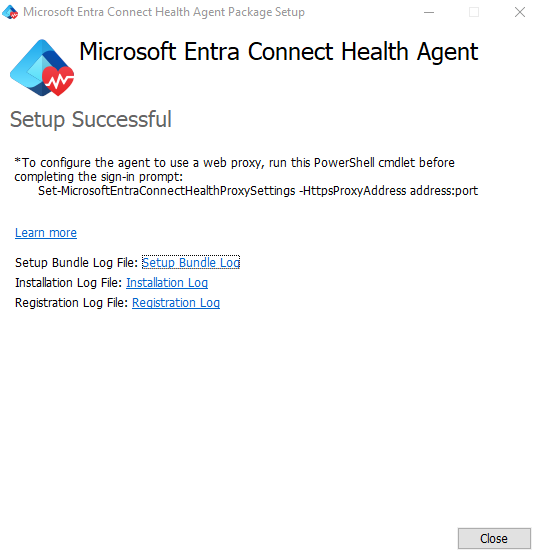 Microsoft Entra Connect Health Agent Package Setup
Microsoft Entra Connect Health Agent
Setup Successful
*To configure the agent to use a web proxy, run this PowerShell cmdlet before
completing the sign-in prompt:
Set-MicrosoftEntraConnectHealthProxySettings -HttpsProxyAddress address:port
Learn more
Setup Bundle Log File: Setup Bundle Log
Installation Log File: Installation Log
Registration Log File: Registration Log
Close